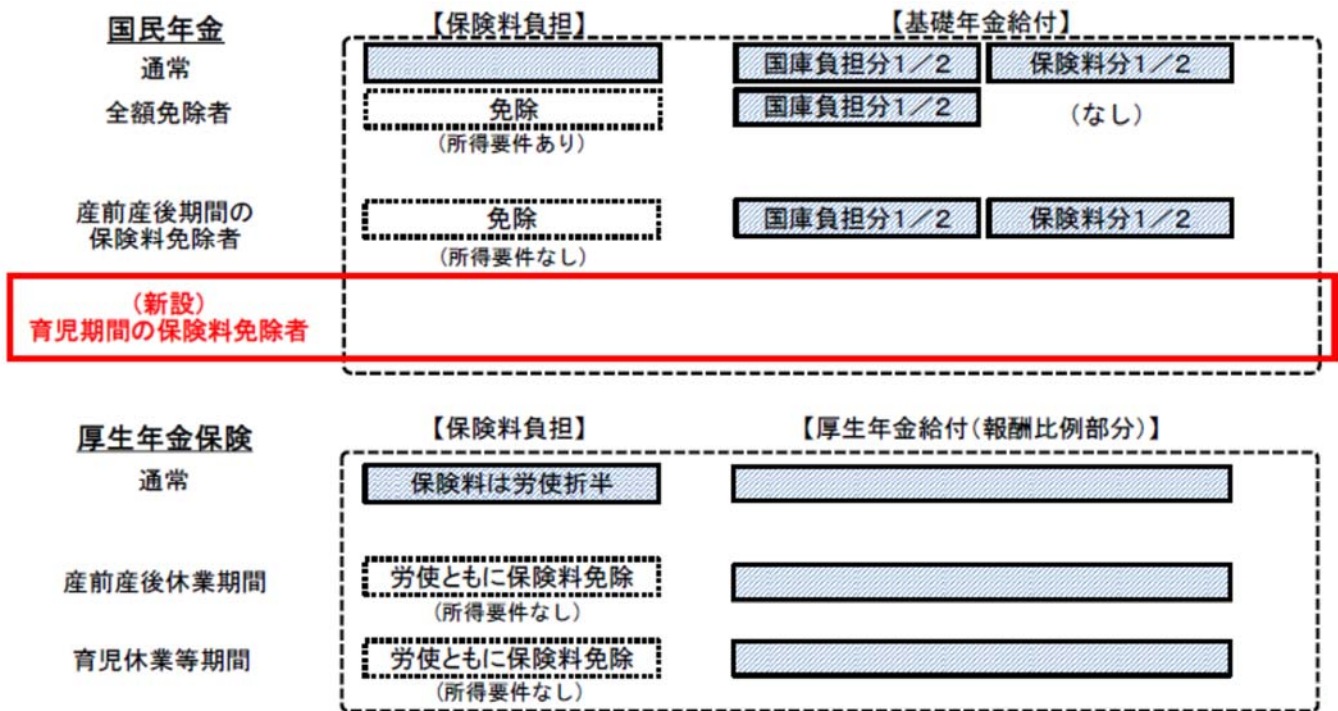 国民年金
【保険料負担】
【基礎年金給付】
通常
国庫負担分1／2
保険料分1／2
全額免除者
免除
国庫負担分1／2
（なし）
（所得要件あり）
産前産後期間の
保険料免除者
免除
国庫負担分1／2
保険料分1／2
（所得要件なし）
（新設）
育児期間の保険料免除者
厚生年金保険
【保険料負担】
【厚生年金給付（報酬比例部分）】
通常
保険料は労使折半
産前産後休業期間
労使ともに保険料免除
（所得要件なし）
育児休業等期間
労使ともに保険料免除
（所得要件なし）